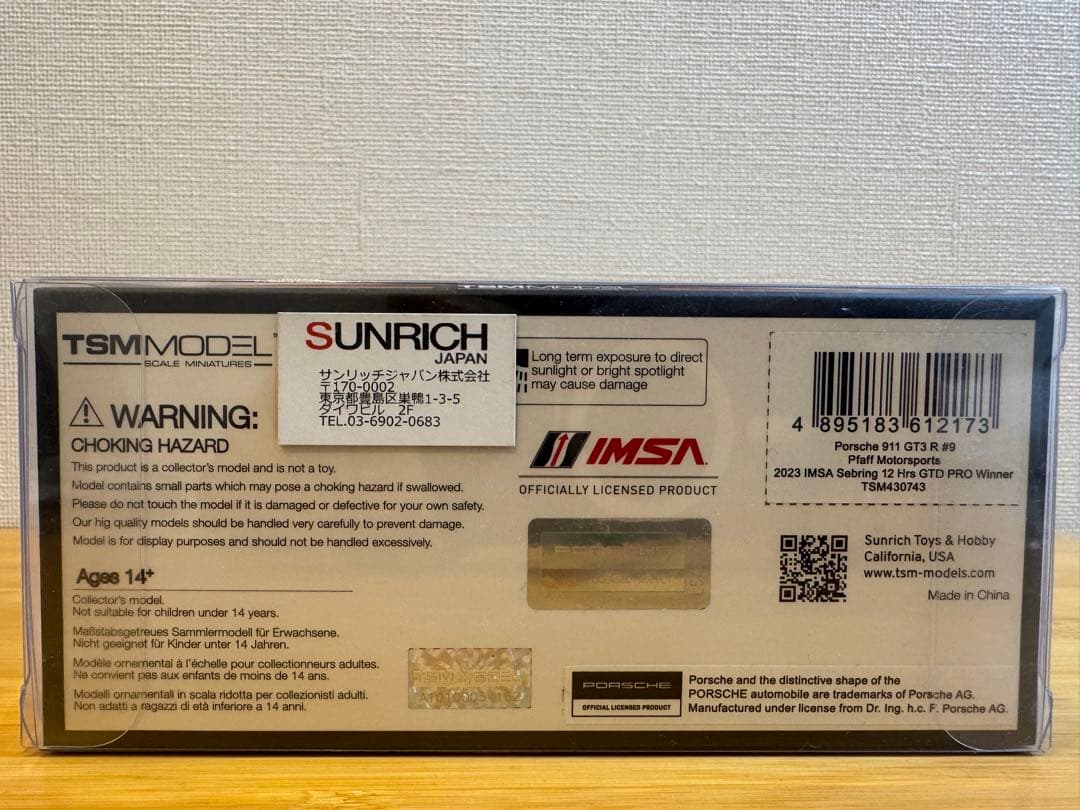 TSM MODEL
SCALE MINIATURES
SUNRICH
JAPAN
サンリッチジャパン株式会社
〒170-0002
東京都豊島区巣鴨1-3-5
ダイワビル 2F
TEL.03-6902-0683
Long term exposure to direct
sunlight or bright spotlight
may cause damage
WARNING:
CHOKING HAZARD
This product is a collector's model and is not a toy.
Model contains small parts which may pose a choking hazard if swallowed.
Please do not touch the model if it is damaged or defective for your own safety.
Our hig quality models should be handled very carefully to prevent damage.
Model is for display purposes and should not be handled excessively.
Ages 14+
Collector's model.
Not suitable for children under 14 years.
Maßstabsgetreues Sammlermodell für Erwachsene.
Nicht geeignet für Kinder unter 14 Jahren.
Modèle ornemental à l'échelle pour collectionneurs adultes.
Ne convient pas aux enfants de moins de 14 ans.
Modelli ornamentali in scala ridotta per collezionisti adulti.
Non adatti a ragazzi di età inferiore a 14 anni.
IMSA
OFFICIALLY LICENSED PRODUCT
PORSCHE
LICENSED PRODUCT
TSM MODEL
4 895183 612173
Porsche 911 GT3 R #9
Pfaff Motorsports
2023 IMSA Sebring 12 Hrs GTD PRO Winner
TSM430743
Sunrich Toys & Hobby
California, USA
www.tsm-models.com
Made in China
PORSCHE
OFFICIAL LICENSED PRODUCT
Porsche and the distinctive shape of the
PORSCHE automobile are trademarks of Porsche AG.
Manufactured under license from Dr. Ing. h.c. F. Porsche AG.